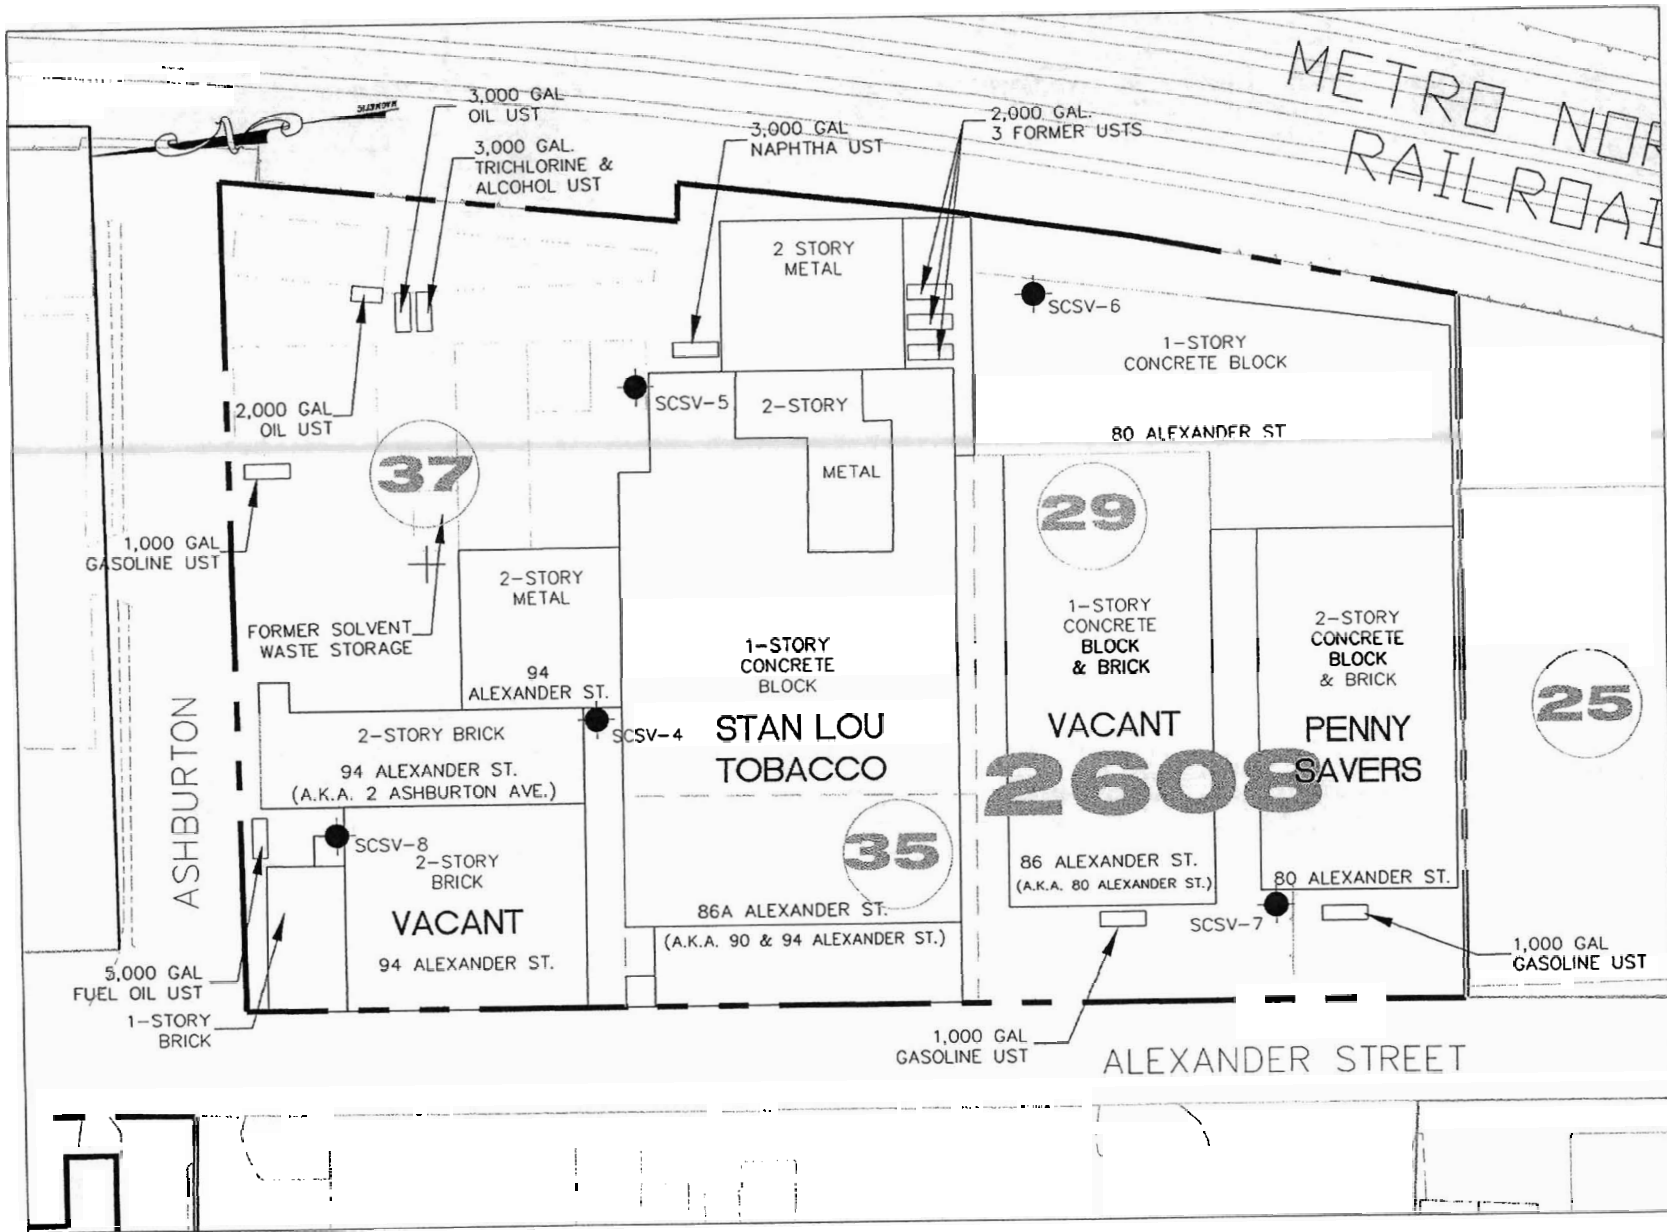 METRO NOR
RAILROAD
MAGNETIC
3,000 GAL
OIL UST
3,000 GAL.
TRICHLORINE &
ALCOHOL UST
3,000 GAL
NAPHTHA UST
2,000 GAL.
3 FORMER USTS
2 STORY
METAL
SCSV-6
1-STORY
CONCRETE BLOCK
80 ALEXANDER ST
2,000 GAL
OIL UST
SCSV-5
2-STORY
METAL
37
29
1,000 GAL
GASOLINE UST
2-STORY
METAL
FORMER SOLVENT
WASTE STORAGE
94
ALEXANDER ST.
1-STORY
CONCRETE
BLOCK
STAN LOU
TOBACCO
1-STORY
CONCRETE
BLOCK
& BRICK
VACANT
2-STORY
CONCRETE
BLOCK
& BRICK
PENNY
SAVERS
25
2608
ASHBURTON
2-STORY BRICK
94 ALEXANDER ST.
(A.K.A. 2 ASHBURTON AVE.)
SCSV-4
SCSV-8
2-STORY
BRICK
VACANT
94 ALEXANDER ST.
35
86A ALEXANDER ST.
(A.K.A. 90 & 94 ALEXANDER ST.)
86 ALEXANDER ST.
(A.K.A. 80 ALEXANDER ST.)
80 ALEXANDER ST.
SCSV-7
5,000 GAL
FUEL OIL UST
1-STORY
BRICK
1,000 GAL
GASOLINE UST
1,000 GAL
GASOLINE UST
ALEXANDER STREET